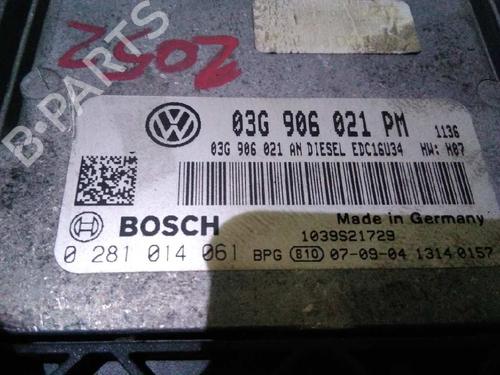 2052
B-PARTS
03G 906 021 PM 1136
03G 906 021 AN DIESEL EDC16U34 HW: H07
BOSCH
Made in Germany
1039S21729
0 281 014 061 BPG 810 07-09-04 1314 0157